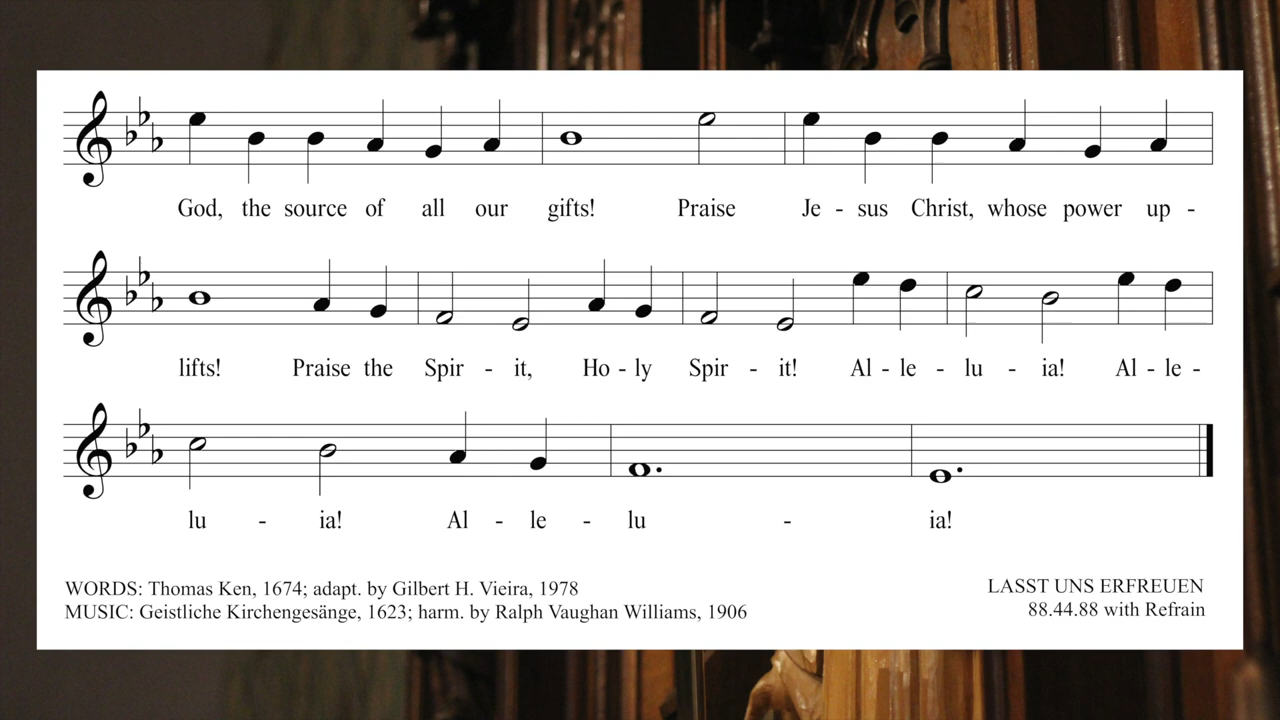 God, the source of all our gifts! Praise Je - sus Christ, whose power up -
lifts! Praise the Spir - it, Ho - ly Spir - it! Al - le - lu - ia! Al - le -
lu - ia! Al - le - lu - ia!
WORDS: Thomas Ken, 1674; adapt. by Gilbert H. Vieira, 1978
MUSIC: Geistliche Kirchengesänge, 1623; harm. by Ralph Vaughan Williams, 1906
LASST UNS ERFREUEN
88.44.88 with Refrain